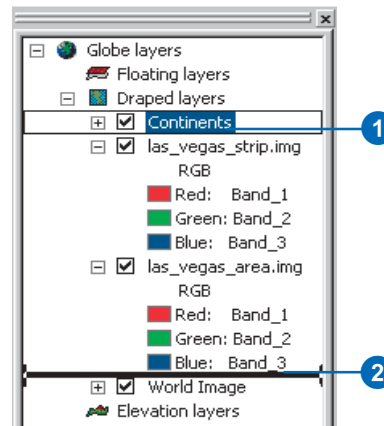 Globe layers
Floating layers
Draped layers
Continents
1
las_vegas_strip.img
RGB
Red: Band_1
Green: Band_2
Blue: Band_3
las_vegas_area.img
RGB
Red: Band_1
Green: Band_2
Blue: Band_3
2
World Image
Elevation layers